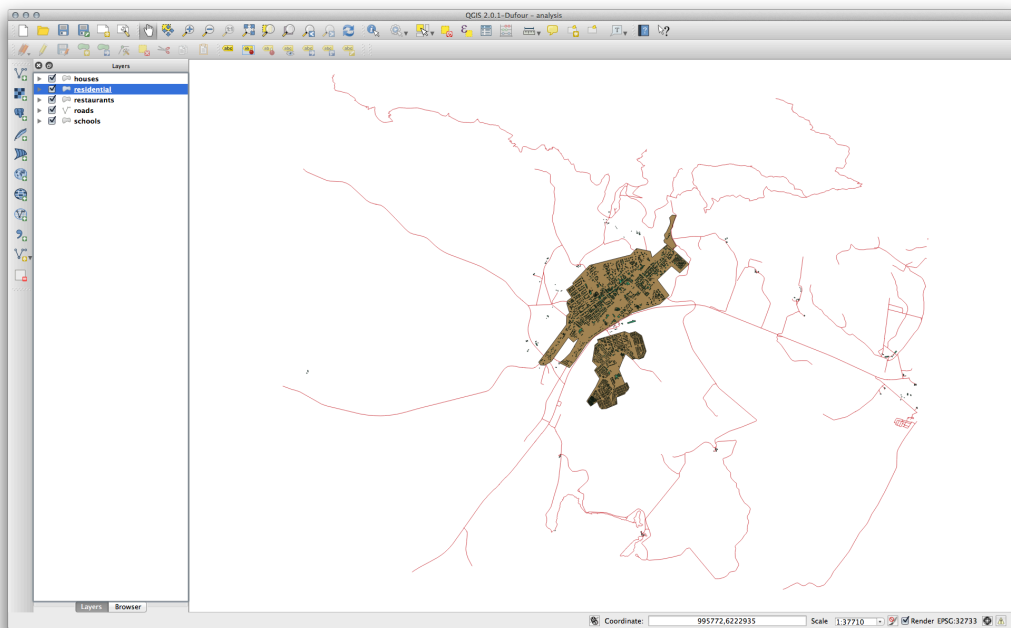 QGIS 2.0.1-Dufour - analysis
Layers
houses
residential
restaurants
roads
schools
Layers Browser
Coordinate: 995772,6222935 Scale 1:37710 Render EPSG:32733